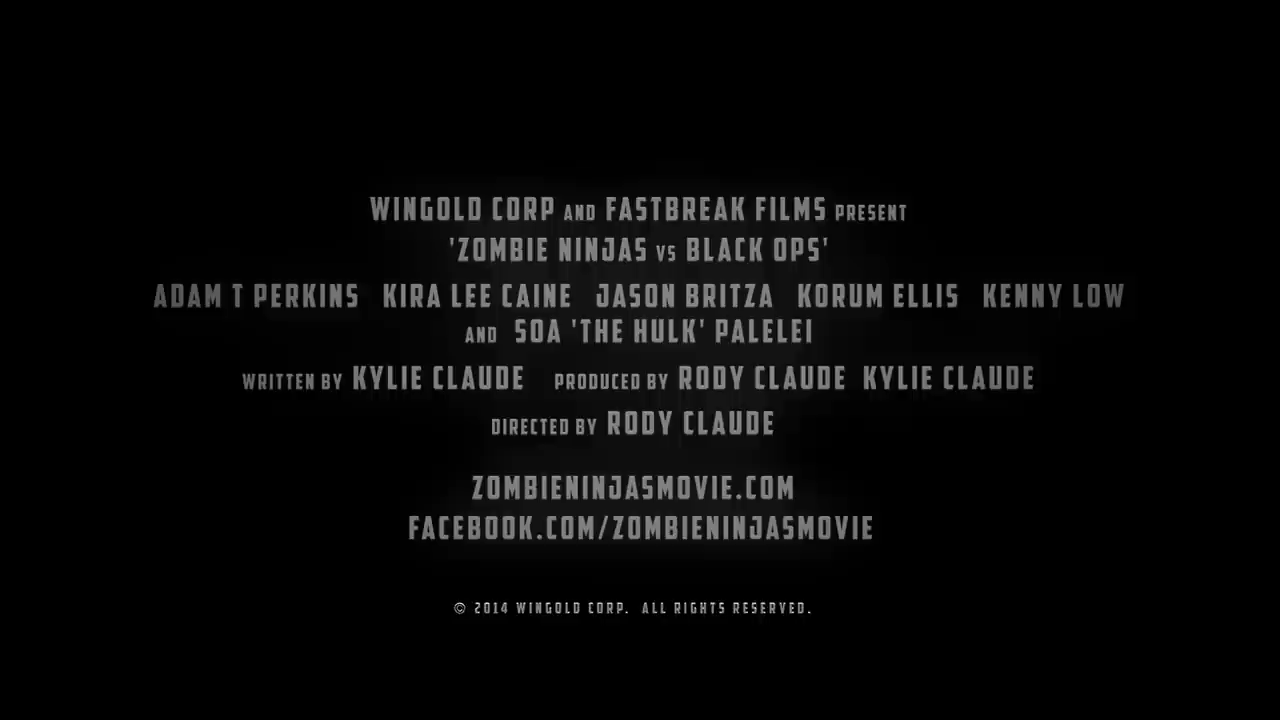 WINGOLD CORP AND FASTBREAK FILMS PRESENT
'ZOMBIE NINJAS VS BLACK OPS'
ADAM T PERKINS KIRA LEE CAINE JASON BRITZA KORUM ELLIS KENNY LOW
AND SOA 'THE HULK' PALELEI
WRITTEN BY KYLIE CLAUDE PRODUCED BY RODY CLAUDE KYLIE CLAUDE
DIRECTED BY RODY CLAUDE
ZOMBIENINJASMOVIE.COM
FACEBOOK.COM/ZOMBIENINJASMOVIE
© 2014 WINGOLD CORP. ALL RIGHTS RESERVED.